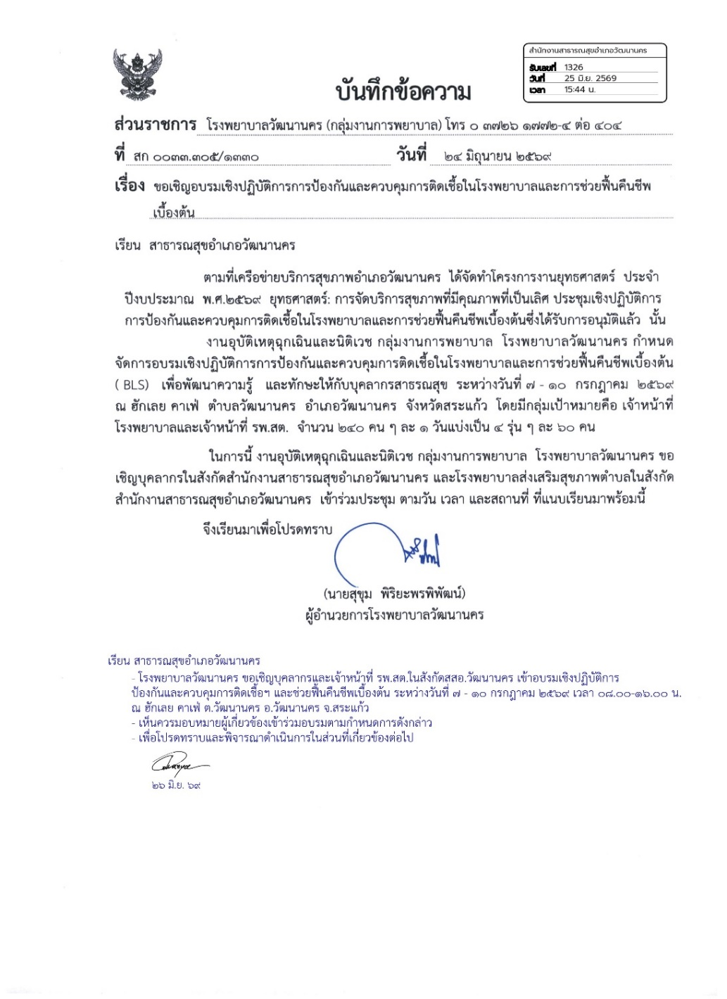 สำนักงานสาธารณสุขอำเภอวัฒนานคร
รับเลขที่ 1326
วันที่ 25 มิ.ย. 2569
เวลา 15:44 น.
บันทึกข้อความ
ส่วนราชการ โรงพยาบาลวัฒนานคร (กลุ่มงานการพยาบาล) โทร ๐ ๓๗๒๖ ๑๗๗๒-๔ ต่อ ๔๐๔
ที่ สก ๐๐๓๓.๓๐๕/๑๓๓๐ วันที่ ๒๔ มิถุนายน ๒๕๖๙
เรื่อง ขอเชิญอบรมเชิงปฏิบัติการการป้องกันและควบคุมการติดเชื้อในโรงพยาบาลและการช่วยฟื้นคืนชีพ
เบื้องต้น
เรียน สาธารณสุขอำเภอวัฒนานคร
ตามที่เครือข่ายบริการสุขภาพอำเภอวัฒนานคร ได้จัดทำโครงการงานยุทธศาสตร์ ประจำ
ปีงบประมาณ พ.ศ.๒๕๖๙ ยุทธศาสตร์: การจัดบริการสุขภาพที่มีคุณภาพที่เป็นเลิศ ประชุมเชิงปฏิบัติการ
การป้องกันและควบคุมการติดเชื้อในโรงพยาบาลและการช่วยฟื้นคืนชีพเบื้องต้นซึ่งได้รับการอนุมัติแล้ว นั้น
งานอุบัติเหตุฉุกเฉินและนิติเวช กลุ่มงานการพยาบาล โรงพยาบาลวัฒนานคร กำหนด
จัดการอบรมเชิงปฏิบัติการการป้องกันและควบคุมการติดเชื้อในโรงพยาบาลและการช่วยฟื้นคืนชีพเบื้องต้น
( BLS) เพื่อพัฒนาความรู้ และทักษะให้กับบุคลากรสาธรณสุข ระหว่างวันที่ ๗ - ๑๐ กรกฎาคม ๒๕๖๙
ณ ฮักเลย คาเฟ่ ตำบลวัฒนานคร อำเภอวัฒนานคร จังหวัดสระแก้ว โดยมีกลุ่มเป้าหมายคือ เจ้าหน้าที่
โรงพยาบาลและเจ้าหน้าที่ รพ.สต. จำนวน ๒๔๐ คน ๆ ละ ๑ วันแบ่งเป็น ๔ รุ่น ๆ ละ ๖๐ คน
ในการนี้ งานอุบัติเหตุฉุกเฉินและนิติเวช กลุ่มงานการพยาบาล โรงพยาบาลวัฒนานคร ขอ
เชิญบุคลากรในสังกัดสำนักงานสาธารณสุขอำเภอวัฒนานคร และโรงพยาบาลส่งเสริมสุขภาพตำบลในสังกัด
สำนักงานสาธารณสุขอำเภอวัฒนานคร เข้าร่วมประชุม ตามวัน เวลา และสถานที่ ที่แนบเรียนมาพร้อมนี้
จึงเรียนมาเพื่อโปรดทราบ
(นายสุขุม พิริยะพรพิพัฒน์)
ผู้อำนวยการโรงพยาบาลวัฒนานคร
เรียน สาธารณสุขอำเภอวัฒนานคร
- โรงพยาบาลวัฒนานคร ขอเชิญบุคลากรและเจ้าหน้าที่ รพ.สต.ในสังกัดสสอ.วัฒนานคร เข้าอบรมเชิงปฏิบัติการ
ป้องกันและควบคุมการติดเชื้อฯ และช่วยฟื้นคืนชีพเบื้องต้น ระหว่างวันที่ ๗ - ๑๐ กรกฎาคม ๒๕๖๙ เวลา ๐๘.๐๐-๑๖.๐๐ น.
ณ ฮักเลย คาเฟ่ ต.วัฒนานคร อ.วัฒนานคร จ.สระแก้ว
- เห็นควรมอบหมายผู้เกี่ยวข้องเข้าร่วมอบรมตามกำหนดการดังกล่าว
- เพื่อโปรดทราบและพิจารณาดำเนินการในส่วนที่เกี่ยวข้องต่อไป
๒๖ มิ.ย. ๖๙